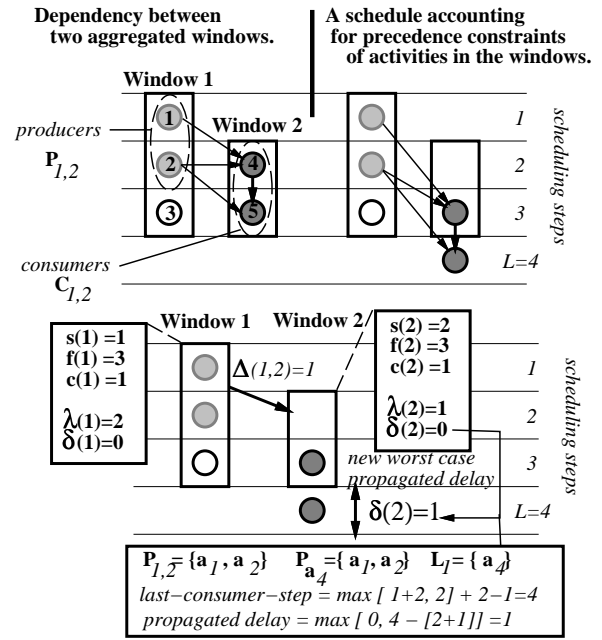 Dependency between
two aggregated windows.
A schedule accounting
for precedence constraints
of activities in the windows.
Window 1
Window 2
producers
P1,2
consumers
C1,2
1
2
3
4
5
1
2
3
L=4
scheduling steps
Window 1
Window 2
s(1) =1
f(1) =3
c(1) =1
λ(1)=2
δ(1)=0
Δ(1,2)=1
s(2) =2
f(2) =3
c(2) =1
λ(2)=1
δ(2)=0
1
2
3
L=4
scheduling steps
new worst case
propagated delay
δ(2)=1
P1,2={a1, a2} Pa4={a1, a2} L1={a4}
last−consumer−step = max [ 1+2, 2] + 2−1=4
propagated delay = max [ 0, 4 − [2+1]] =1